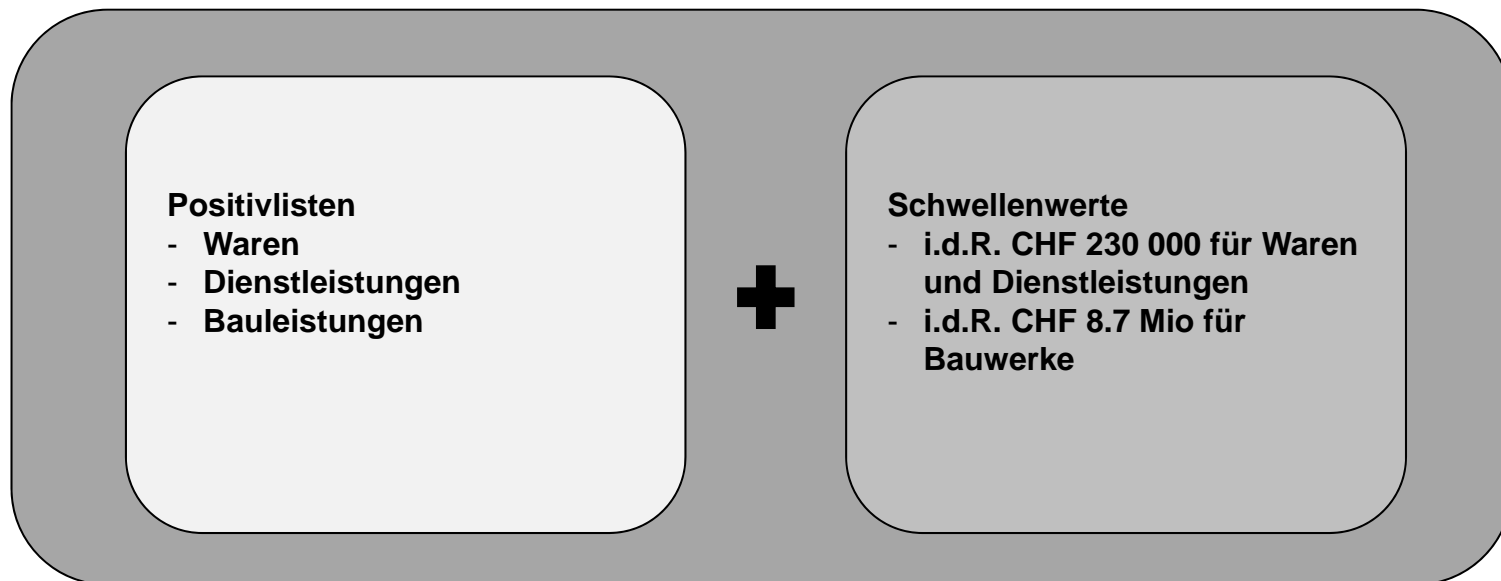 Positivlisten
- Waren
- Dienstleistungen
- Bauleistungen
Schwellenwerte
- i.d.R. CHF 230 000 für Waren
und Dienstleistungen
- i.d.R. CHF 8.7 Mio für
Bauwerke